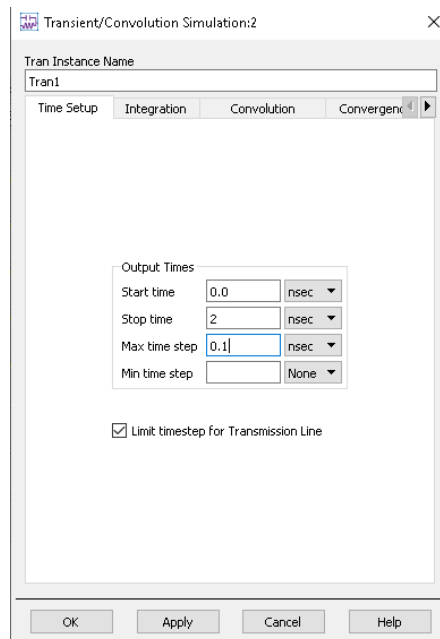 Transient/Convolution Simulation:2
Tran Instance Name
Tran1
Time Setup Integration Convolution Convergenc
Output Times
Start time 0.0 nsec
Stop time 2 nsec
Max time step 0.1 nsec
Min time step None
Limit timestep for Transmission Line
OK Apply Cancel Help